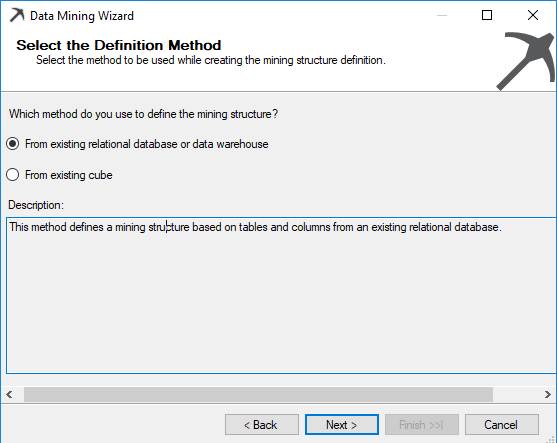 Data Mining Wizard
Select the Definition Method
Select the method to be used while creating the mining structure definition.
Which method do you use to define the mining structure?
From existing relational database or data warehouse
From existing cube
Description:
This method defines a mining structure based on tables and columns from an existing relational database.
< Back
Next >
Finish >>|
Cancel